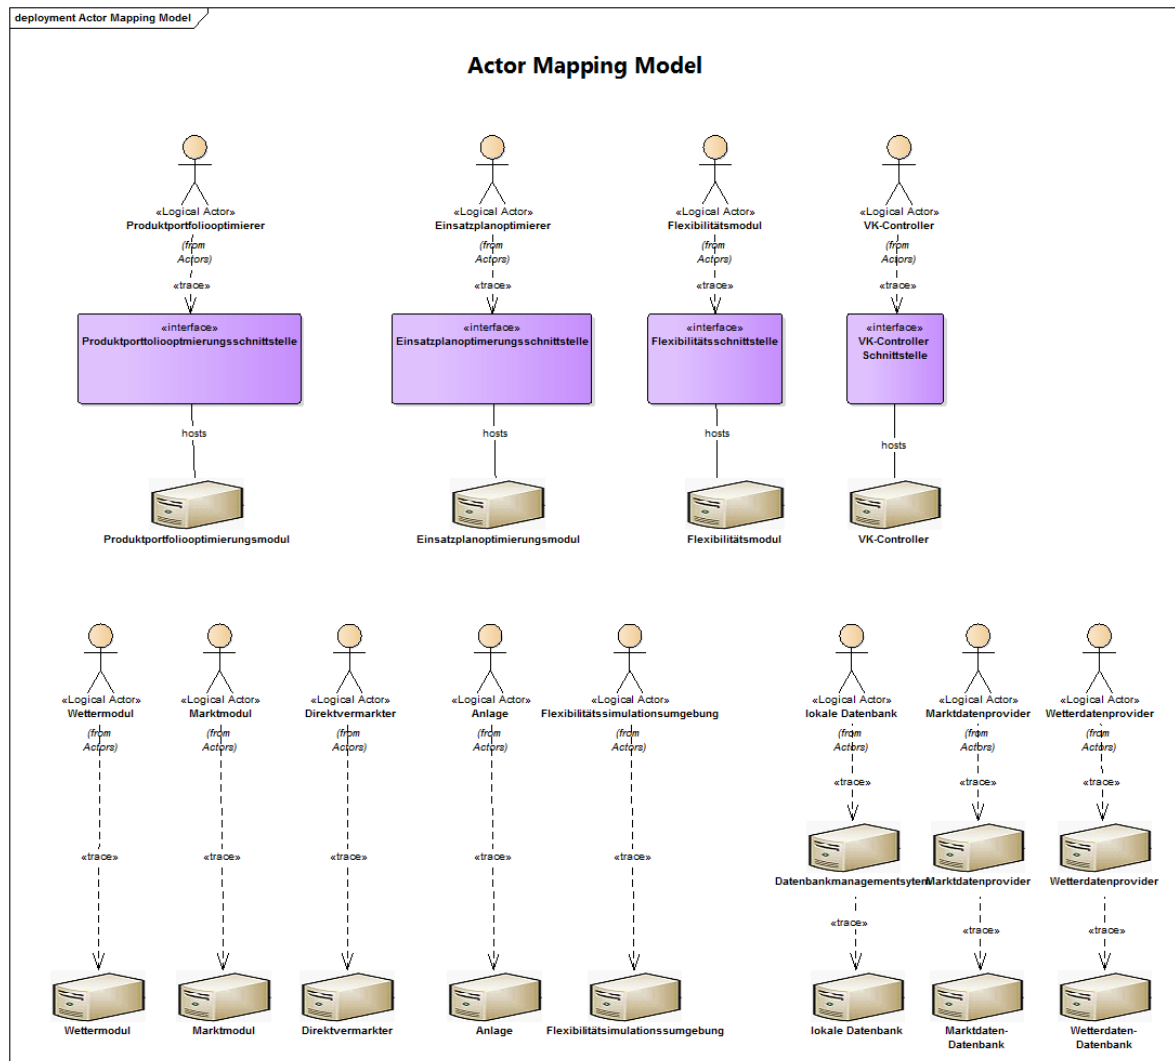 deployment Actor Mapping Model
Actor Mapping Model
«Logical Actor» «Logical Actor» «Logical Actor» «Logical Actor»
Produktportfoliooptimierer Einsatzplanoptimierer Flexibilitätsmodul VK-Controller
(from (from (from (from
Actors) Actors) Actors) Actors)
«trace» «trace» «trace» «trace»
«interface» «interface» «interface» «interface»
Produktporttoliooptmierungsschnittstelle Einsatzplanoptimerungsschnittstelle Flexibilitätsschnittstelle VK-Controller
Schnittstelle
hosts hosts hosts hosts
Produktportfoliooptimierungsmodul Einsatzplanoptimierungsmodul Flexibilitätsmodul VK-Controller
«Logical Actor» «Logical Actor» «Logical Actor» «Logical Actor» «Logical Actor» «Logical Actor» «Logical Actor» «Logical Actor»
Wettermodul Marktmodul Direktvermarkter Anlage Flexibilitätssimulationsumgebung lokale Datenbank Marktdatenprovider Wetterdatenprovider
(from (from (from (from (from (from (from (from
Actors) Actors) Actors) Actors) Actors) Actors) Actors) Actors)
«trace» «trace» «trace»
«trace» «trace» «trace» «trace» «trace»
Datenbankmanagementsytem Marktdatenprovider Wetterdatenprovider
«trace» «trace» «trace»
Wettermodul Marktmodul Direktvermarkter Anlage Flexibilitätsimulationssumgebung lokale Datenbank Marktdaten- Wetterdaten-
Datenbank Datenbank